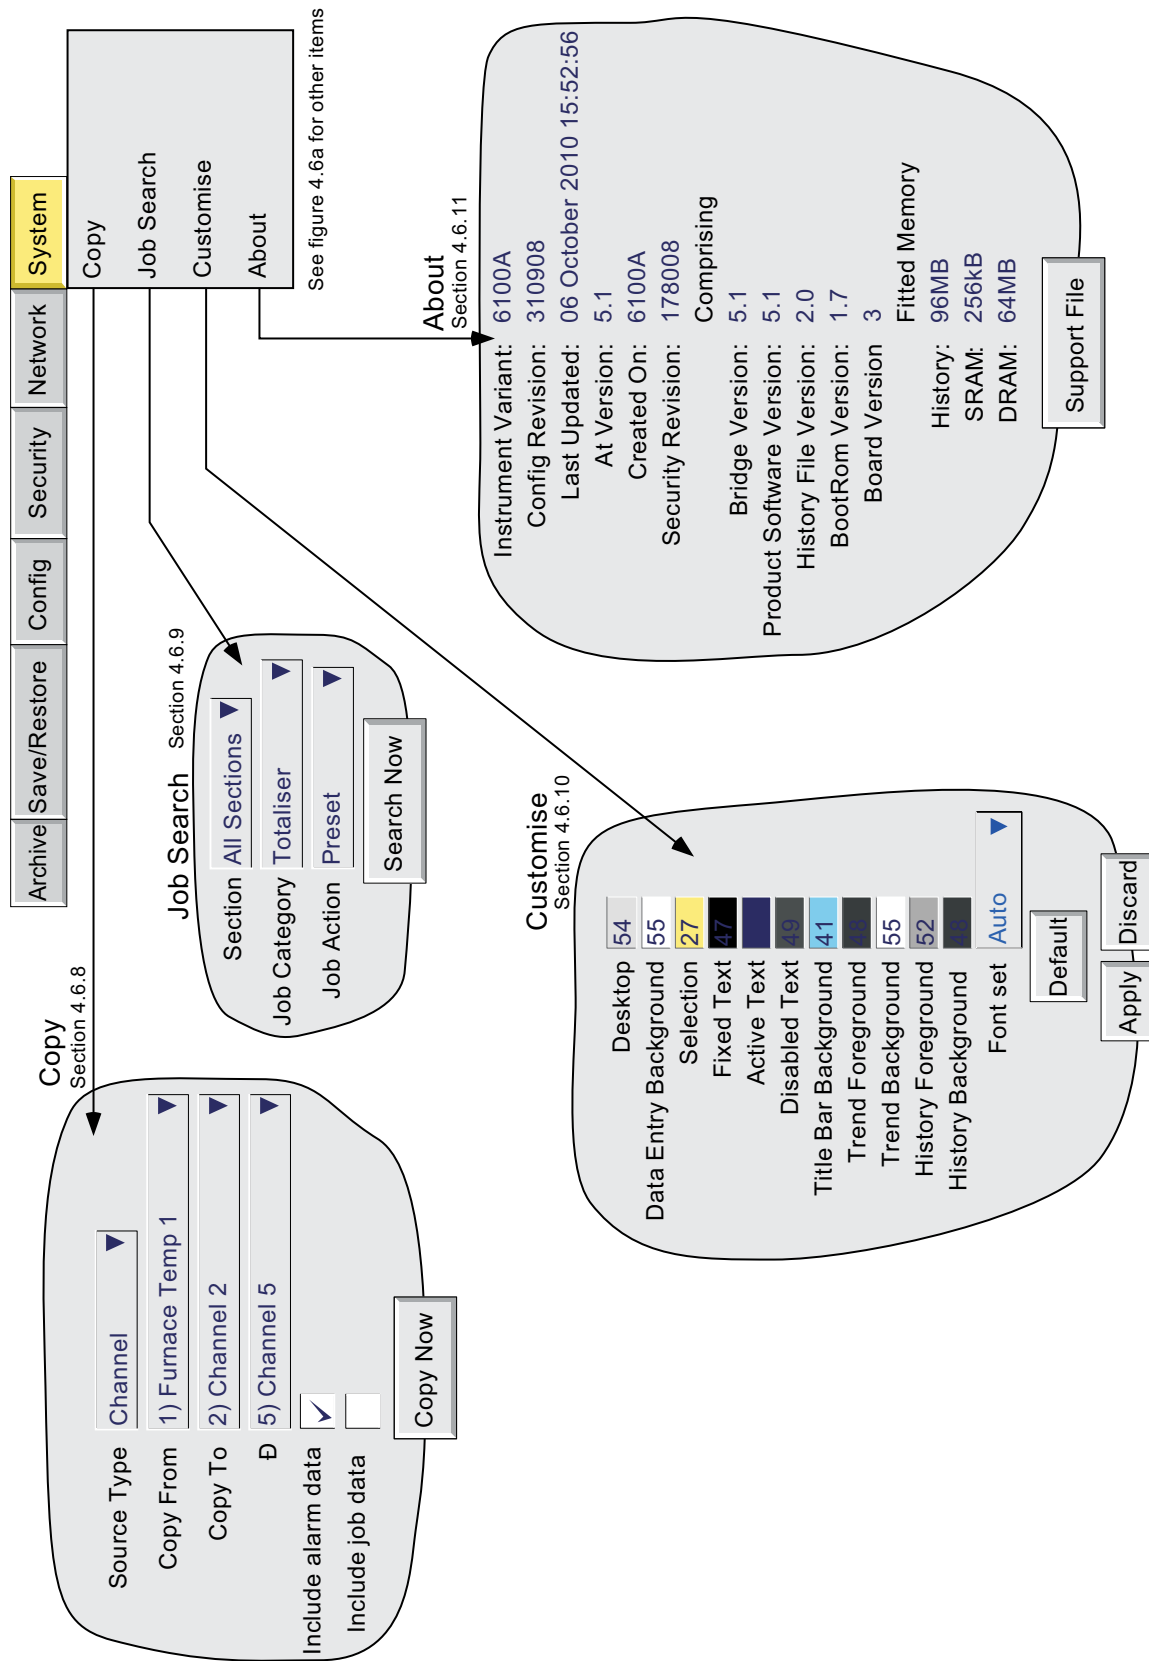 Archive Save/Restore Config Security Network System
Copy
Job Search
Customise
About
See figure 4.6a for other items
Copy
Section 4.6.8
Source Type Channel
Copy From 1) Furnace Temp 1
Copy To 2) Channel 2
Ð 5) Channel 5
Include alarm data
Include job data
Copy Now
Job Search Section 4.6.9
Section All Sections
Job Category Totaliser
Job Action Preset
Search Now
Customise
Section 4.6.10
Desktop 54
Data Entry Background 55
Selection 27
Fixed Text 47
Active Text
Disabled Text 49
Title Bar Background 41
Trend Foreground 48
Trend Background 55
History Foreground 52
History Background 48
Font set Auto
Default
Apply Discard
About
Section 4.6.11
Instrument Variant: 6100A
Config Revision: 310908
Last Updated: 06 October 2010 15:52:56
At Version: 5.1
Created On: 6100A
Security Revision: 178008
Comprising
Bridge Version: 5.1
Product Software Version: 5.1
History File Version: 2.0
BootRom Version: 1.7
Board Version 3
Fitted Memory
History: 96MB
SRAM: 256kB
DRAM: 64MB
Support File